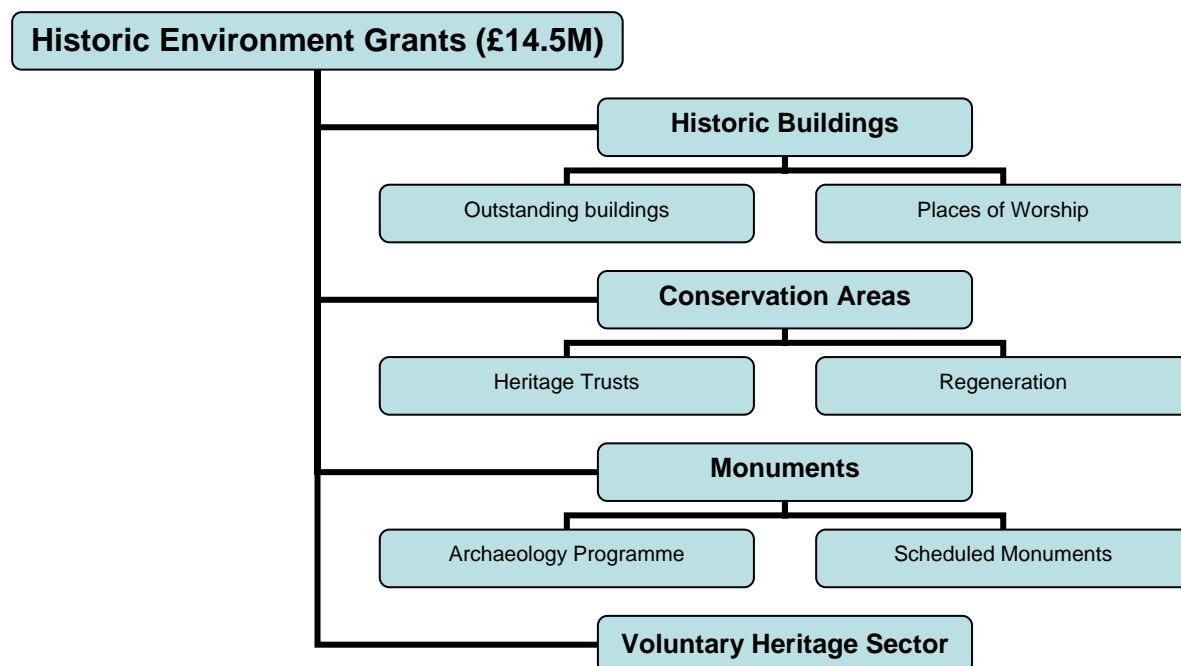 Historic Environment Grants (£14.5M)
Historic Buildings
Outstanding buildings
Places of Worship
Conservation Areas
Heritage Trusts
Regeneration
Monuments
Archaeology Programme
Scheduled Monuments
Voluntary Heritage Sector